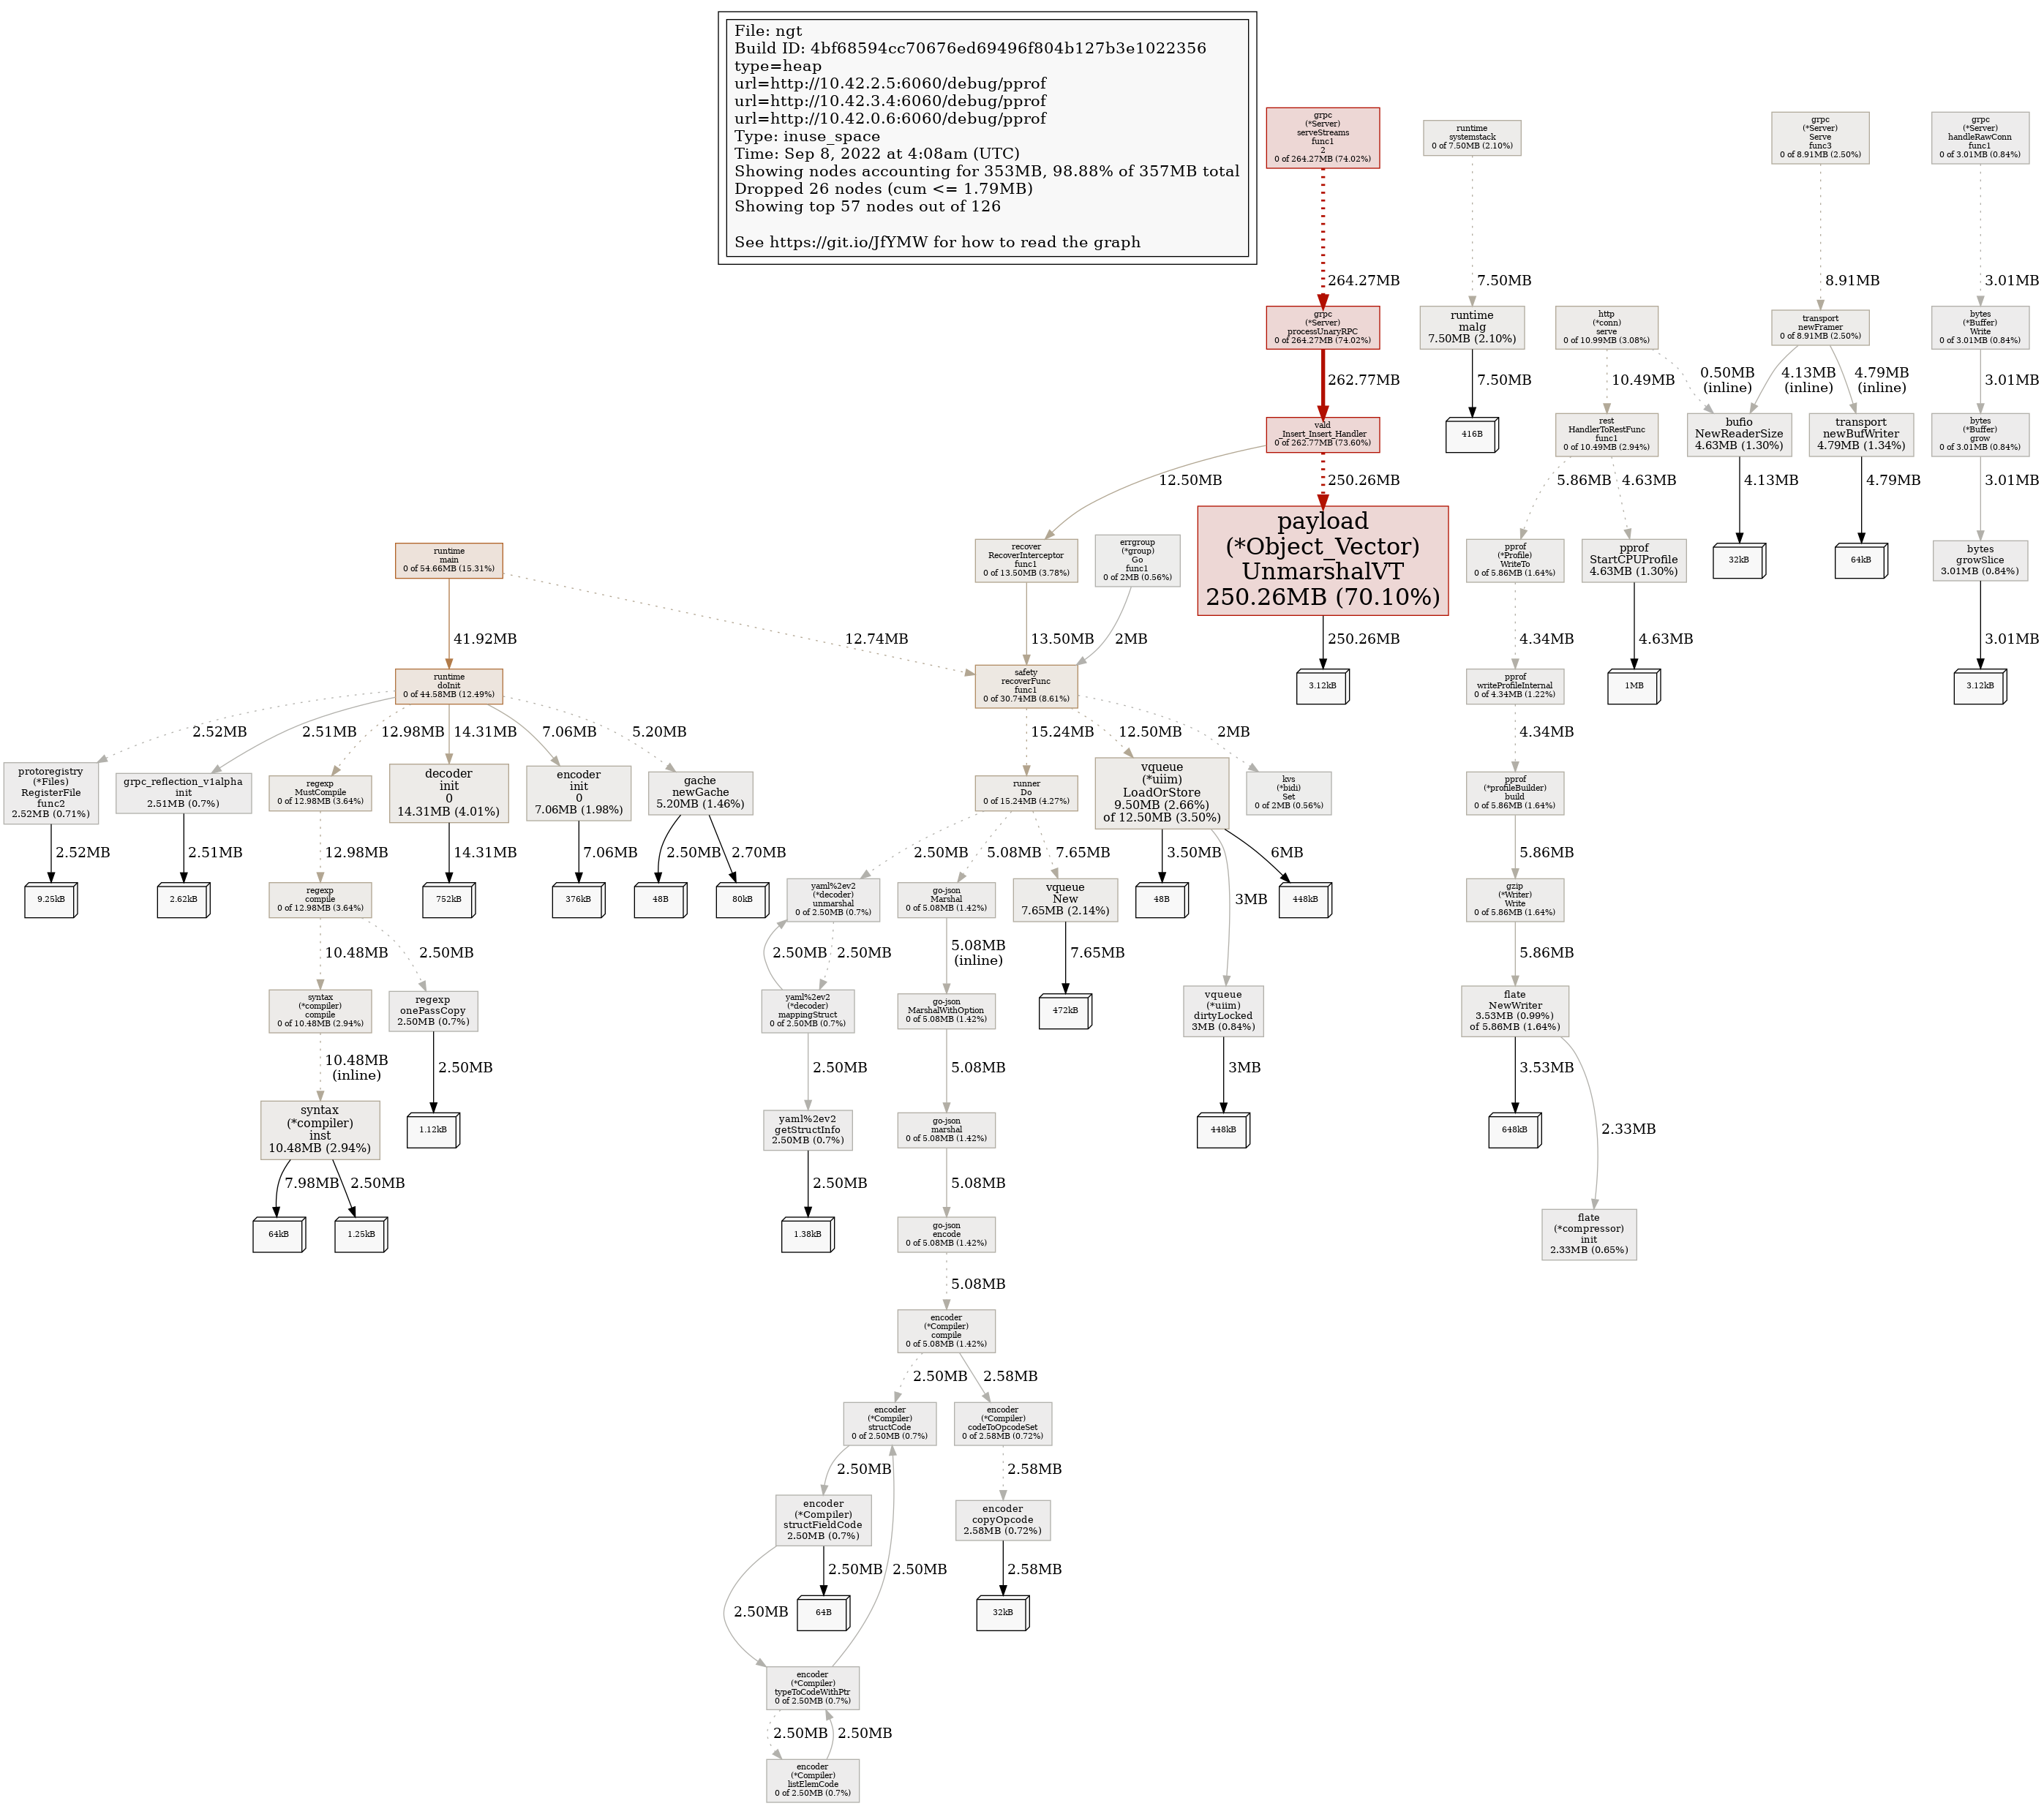 File: ngt
Build ID: 4bf68594cc70676ed69496f804b127b3e1022356
type=heap
url=http://10.42.2.5:6060/debug/pprof
url=http://10.42.3.4:6060/debug/pprof
url=http://10.42.0.6:6060/debug/pprof
Type: inuse_space
Time: Sep 8, 2022 at 4:08am (UTC)
Showing nodes accounting for 353MB, 98.88% of 357MB total
Dropped 26 nodes (cum <= 1.79MB)
Showing top 57 nodes out of 126
See https://git.io/JfYMW for how to read the graph
grpc
(*Server)
serveStreams
func1
2
0 of 264.27MB (74.02%)
runtime
systemstack
0 of 7.50MB (2.10%)
grpc
(*Server)
Serve
func3
0 of 8.91MB (2.50%)
grpc
(*Server)
handleRawConn
func1
0 of 3.01MB (0.84%)
264.27MB
7.50MB
8.91MB
3.01MB
grpc
(*Server)
processUnaryRPC
0 of 264.27MB (74.02%)
runtime
malg
7.50MB (2.10%)
http
(*conn)
serve
0 of 10.99MB (3.08%)
transport
newFramer
0 of 8.91MB (2.50%)
bytes
(*Buffer)
Write
0 of 3.01MB (0.84%)
262.77MB
7.50MB
10.49MB
0.50MB
(inline)
4.13MB
(inline)
4.79MB
(inline)
3.01MB
vald
_Insert_Insert_Handler
0 of 262.77MB (73.60%)
416B
rest
HandlerToRestFunc
func1
0 of 10.49MB (2.94%)
bufio
NewReaderSize
4.63MB (1.30%)
transport
newBufWriter
4.79MB (1.34%)
bytes
(*Buffer)
grow
0 of 3.01MB (0.84%)
12.50MB
250.26MB
5.86MB
4.63MB
4.13MB
4.79MB
3.01MB
runtime
main
0 of 54.66MB (15.31%)
recover
RecoverInterceptor
func1
0 of 13.50MB (3.78%)
errgroup
(*group)
Go
func1
0 of 2MB (0.56%)
payload
(*Object_Vector)
UnmarshalVT
250.26MB (70.10%)
pprof
(*Profile)
WriteTo
0 of 5.86MB (1.64%)
pprof
StartCPUProfile
4.63MB (1.30%)
32kB
64kB
bytes
growSlice
3.01MB (0.84%)
41.92MB
12.74MB
13.50MB
2MB
250.26MB
4.34MB
4.63MB
3.01MB
runtime
doInit
0 of 44.58MB (12.49%)
safety
recoverFunc
func1
0 of 30.74MB (8.61%)
3.12kB
pprof
writeProfileInternal
0 of 4.34MB (1.22%)
1MB
3.12kB
2.52MB
2.51MB
12.98MB
14.31MB
7.06MB
5.20MB
15.24MB
12.50MB
2MB
4.34MB
protoregistry
(*Files)
RegisterFile
func2
2.52MB (0.71%)
grpc_reflection_v1alpha
init
2.51MB (0.7%)
regexp
MustCompile
0 of 12.98MB (3.64%)
decoder
init
0
14.31MB (4.01%)
encoder
init
0
7.06MB (1.98%)
gache
newGache
5.20MB (1.46%)
runner
Do
0 of 15.24MB (4.27%)
vqueue
(*uiim)
LoadOrStore
9.50MB (2.66%)
of 12.50MB (3.50%)
kvs
(*bidi)
Set
0 of 2MB (0.56%)
pprof
(*profileBuilder)
build
0 of 5.86MB (1.64%)
2.52MB
2.51MB
12.98MB
14.31MB
7.06MB
2.50MB
2.70MB
2.50MB
5.08MB
7.65MB
3.50MB
3MB
6MB
5.86MB
9.25kB
2.62kB
regexp
compile
0 of 12.98MB (3.64%)
752kB
376kB
48B
80kB
yaml%2ev2
(*decoder)
unmarshal
0 of 2.50MB (0.7%)
go-json
Marshal
0 of 5.08MB (1.42%)
vqueue
New
7.65MB (2.14%)
48B
448kB
gzip
(*Writer)
Write
0 of 5.86MB (1.64%)
10.48MB
2.50MB
2.50MB
2.50MB
5.08MB
(inline)
7.65MB
5.86MB
syntax
(*compiler)
compile
0 of 10.48MB (2.94%)
regexp
onePassCopy
2.50MB (0.7%)
yaml%2ev2
(*decoder)
mappingStruct
0 of 2.50MB (0.7%)
go-json
MarshalWithOption
0 of 5.08MB (1.42%)
472kB
vqueue
(*uiim)
dirtyLocked
3MB (0.84%)
flate
NewWriter
3.53MB (0.99%)
of 5.86MB (1.64%)
10.48MB
(inline)
2.50MB
2.50MB
5.08MB
3MB
3.53MB
2.33MB
syntax
(*compiler)
inst
10.48MB (2.94%)
1.12kB
yaml%2ev2
getStructInfo
2.50MB (0.7%)
go-json
marshal
0 of 5.08MB (1.42%)
448kB
648kB
7.98MB
2.50MB
2.50MB
5.08MB
64kB
1.25kB
1.38kB
go-json
encode
0 of 5.08MB (1.42%)
flate
(*compressor)
init
2.33MB (0.65%)
5.08MB
encoder
(*Compiler)
compile
0 of 5.08MB (1.42%)
2.50MB
2.58MB
encoder
(*Compiler)
structCode
0 of 2.50MB (0.7%)
encoder
(*Compiler)
codeToOpcodeSet
0 of 2.58MB (0.72%)
2.50MB
2.58MB
encoder
(*Compiler)
structFieldCode
2.50MB (0.7%)
encoder
copyOpcode
2.58MB (0.72%)
2.50MB
2.50MB
2.58MB
2.50MB
64B
32kB
encoder
(*Compiler)
typeToCodeWithPtr
0 of 2.50MB (0.7%)
2.50MB
2.50MB
encoder
(*Compiler)
listElemCode
0 of 2.50MB (0.7%)